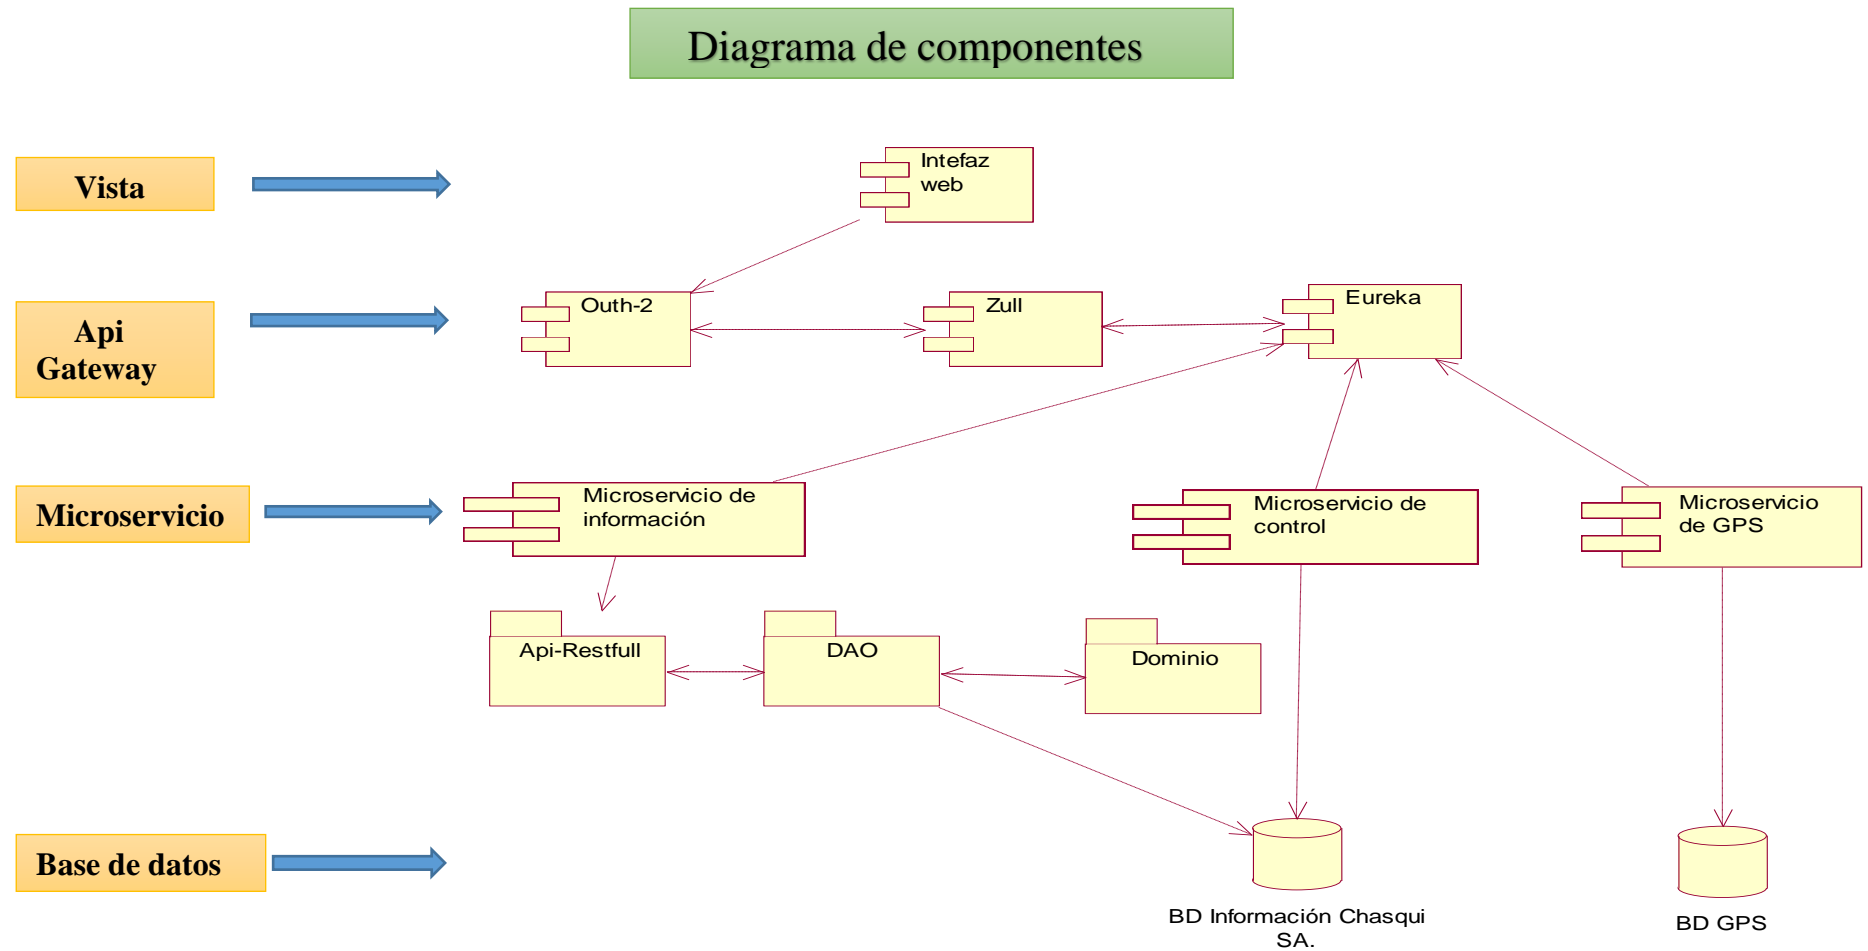 Diagrama de componentes
Vista
Intefaz
web
Api
Gateway
Outh-2
Zull
Eureka
Microservicio
Microservicio de
información
Microservicio de
control
Microservicio
de GPS
Api-Restfull
DAO
Dominio
Base de datos
BD Información Chasqui
SA.
BD GPS